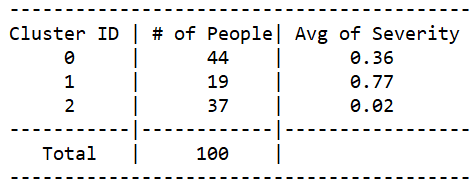 ---------------------------------------
Cluster ID | # of People| Avg of Severity
0 | 44 | 0.36
1 | 19 | 0.77
2 | 37 | 0.02
-----------|------------|----------------
Total | 100 |
---------------------------------------